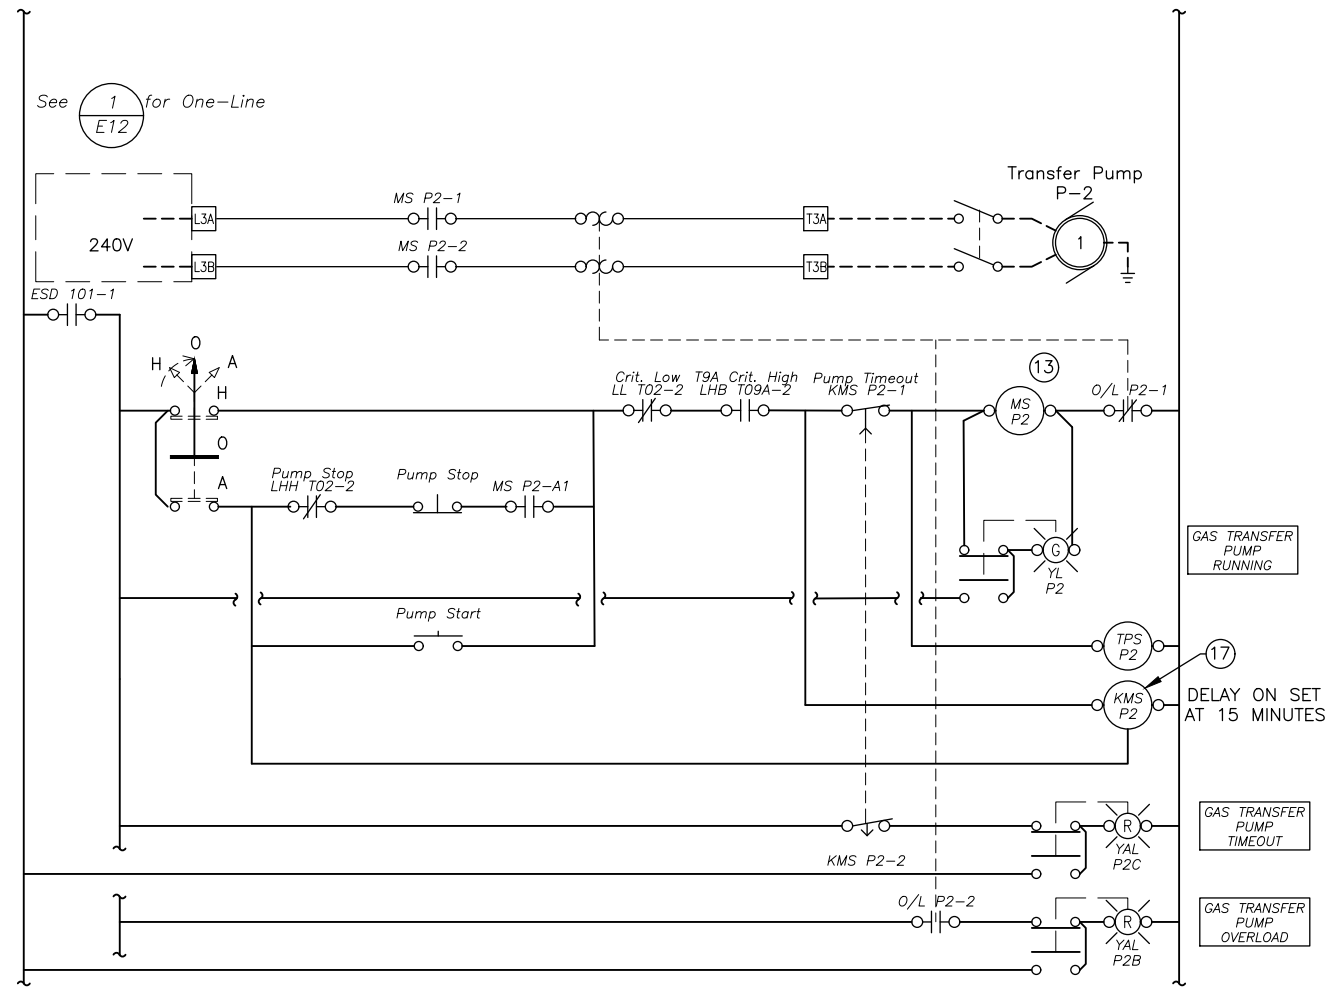 See 1 for One-Line
E12
Transfer Pump
P-2
MS P2-1
L3A
T3A
240V
MS P2-2
1
L3B
T3B
ESD 101-1
O
H
A
H
13
Crit. Low
LL T02-2
T9A Crit. High
LHB T09A-2
Pump Timeout
KMS P2-1
MS
P2
O/L P2-1
O
A
Pump Stop
LHH T02-2
Pump Stop
MS P2-A1
G
YL
P2
GAS TRANSFER
PUMP
RUNNING
Pump Start
TPS
P2
17
KMS
P2
DELAY ON SET
AT 15 MINUTES
R
YAL
P2C
GAS TRANSFER
PUMP
TIMEOUT
KMS P2-2
O/L P2-2
R
YAL
P2B
GAS TRANSFER
PUMP
OVERLOAD